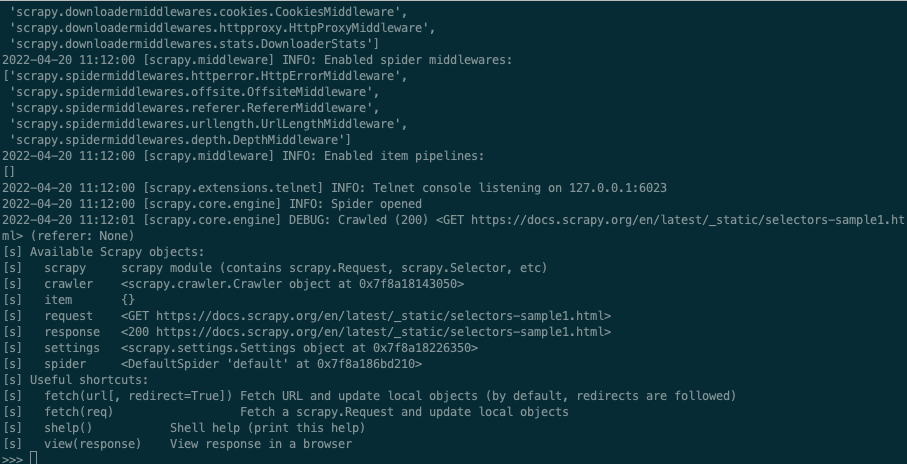 'scrapy.downloadermiddlewares.cookies.CookiesMiddleware',
'scrapy.downloadermiddlewares.httpproxy.HttpProxyMiddleware',
'scrapy.downloadermiddlewares.stats.DownloaderStats']
2022-04-20 11:12:00 [scrapy.middleware] INFO: Enabled spider middlewares:
['scrapy.spidermiddlewares.httperror.HttpErrorMiddleware',
'scrapy.spidermiddlewares.offsite.OffsiteMiddleware',
'scrapy.spidermiddlewares.referer.RefererMiddleware',
'scrapy.spidermiddlewares.urllength.UrlLengthMiddleware',
'scrapy.spidermiddlewares.depth.DepthMiddleware']
2022-04-20 11:12:00 [scrapy.middleware] INFO: Enabled item pipelines:
[]
2022-04-20 11:12:00 [scrapy.extensions.telnet] INFO: Telnet console listening on 127.0.0.1:6023
2022-04-20 11:12:00 [scrapy.core.engine] INFO: Spider opened
2022-04-20 11:12:01 [scrapy.core.engine] DEBUG: Crawled (200) <GET https://docs.scrapy.org/en/latest/_static/selectors-sample1.ht
ml> (referer: None)
[s] Available Scrapy objects:
[s]   scrapy     scrapy module (contains scrapy.Request, scrapy.Selector, etc)
[s]   crawler    <scrapy.crawler.Crawler object at 0x7f8a18143050>
[s]   item       {}
[s]   request    <GET https://docs.scrapy.org/en/latest/_static/selectors-sample1.html>
[s]   response   <200 https://docs.scrapy.org/en/latest/_static/selectors-sample1.html>
[s]   settings   <scrapy.settings.Settings object at 0x7f8a18226350>
[s]   spider     <DefaultSpider 'default' at 0x7f8a186bd210>
[s] Useful shortcuts:
[s]   fetch(url[, redirect=True]) Fetch URL and update local objects (by default, redirects are followed)
[s]   fetch(req)                  Fetch a scrapy.Request and update local objects
[s]   shelp()           Shell help (print this help)
[s]   view(response)    View response in a browser
>>>